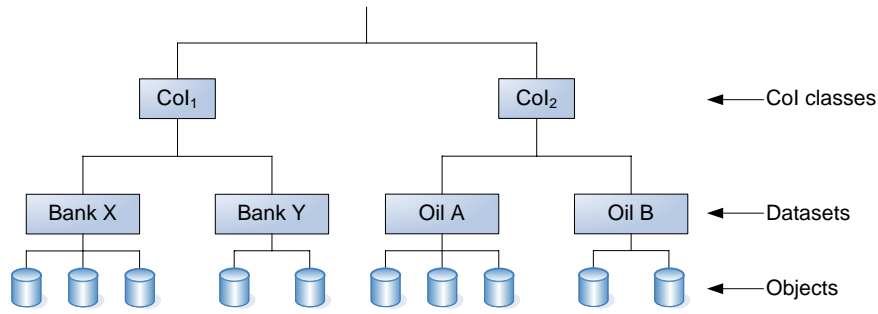 CoI₁
CoI₂
CoI classes
Bank X
Bank Y
Oil A
Oil B
Datasets
Objects